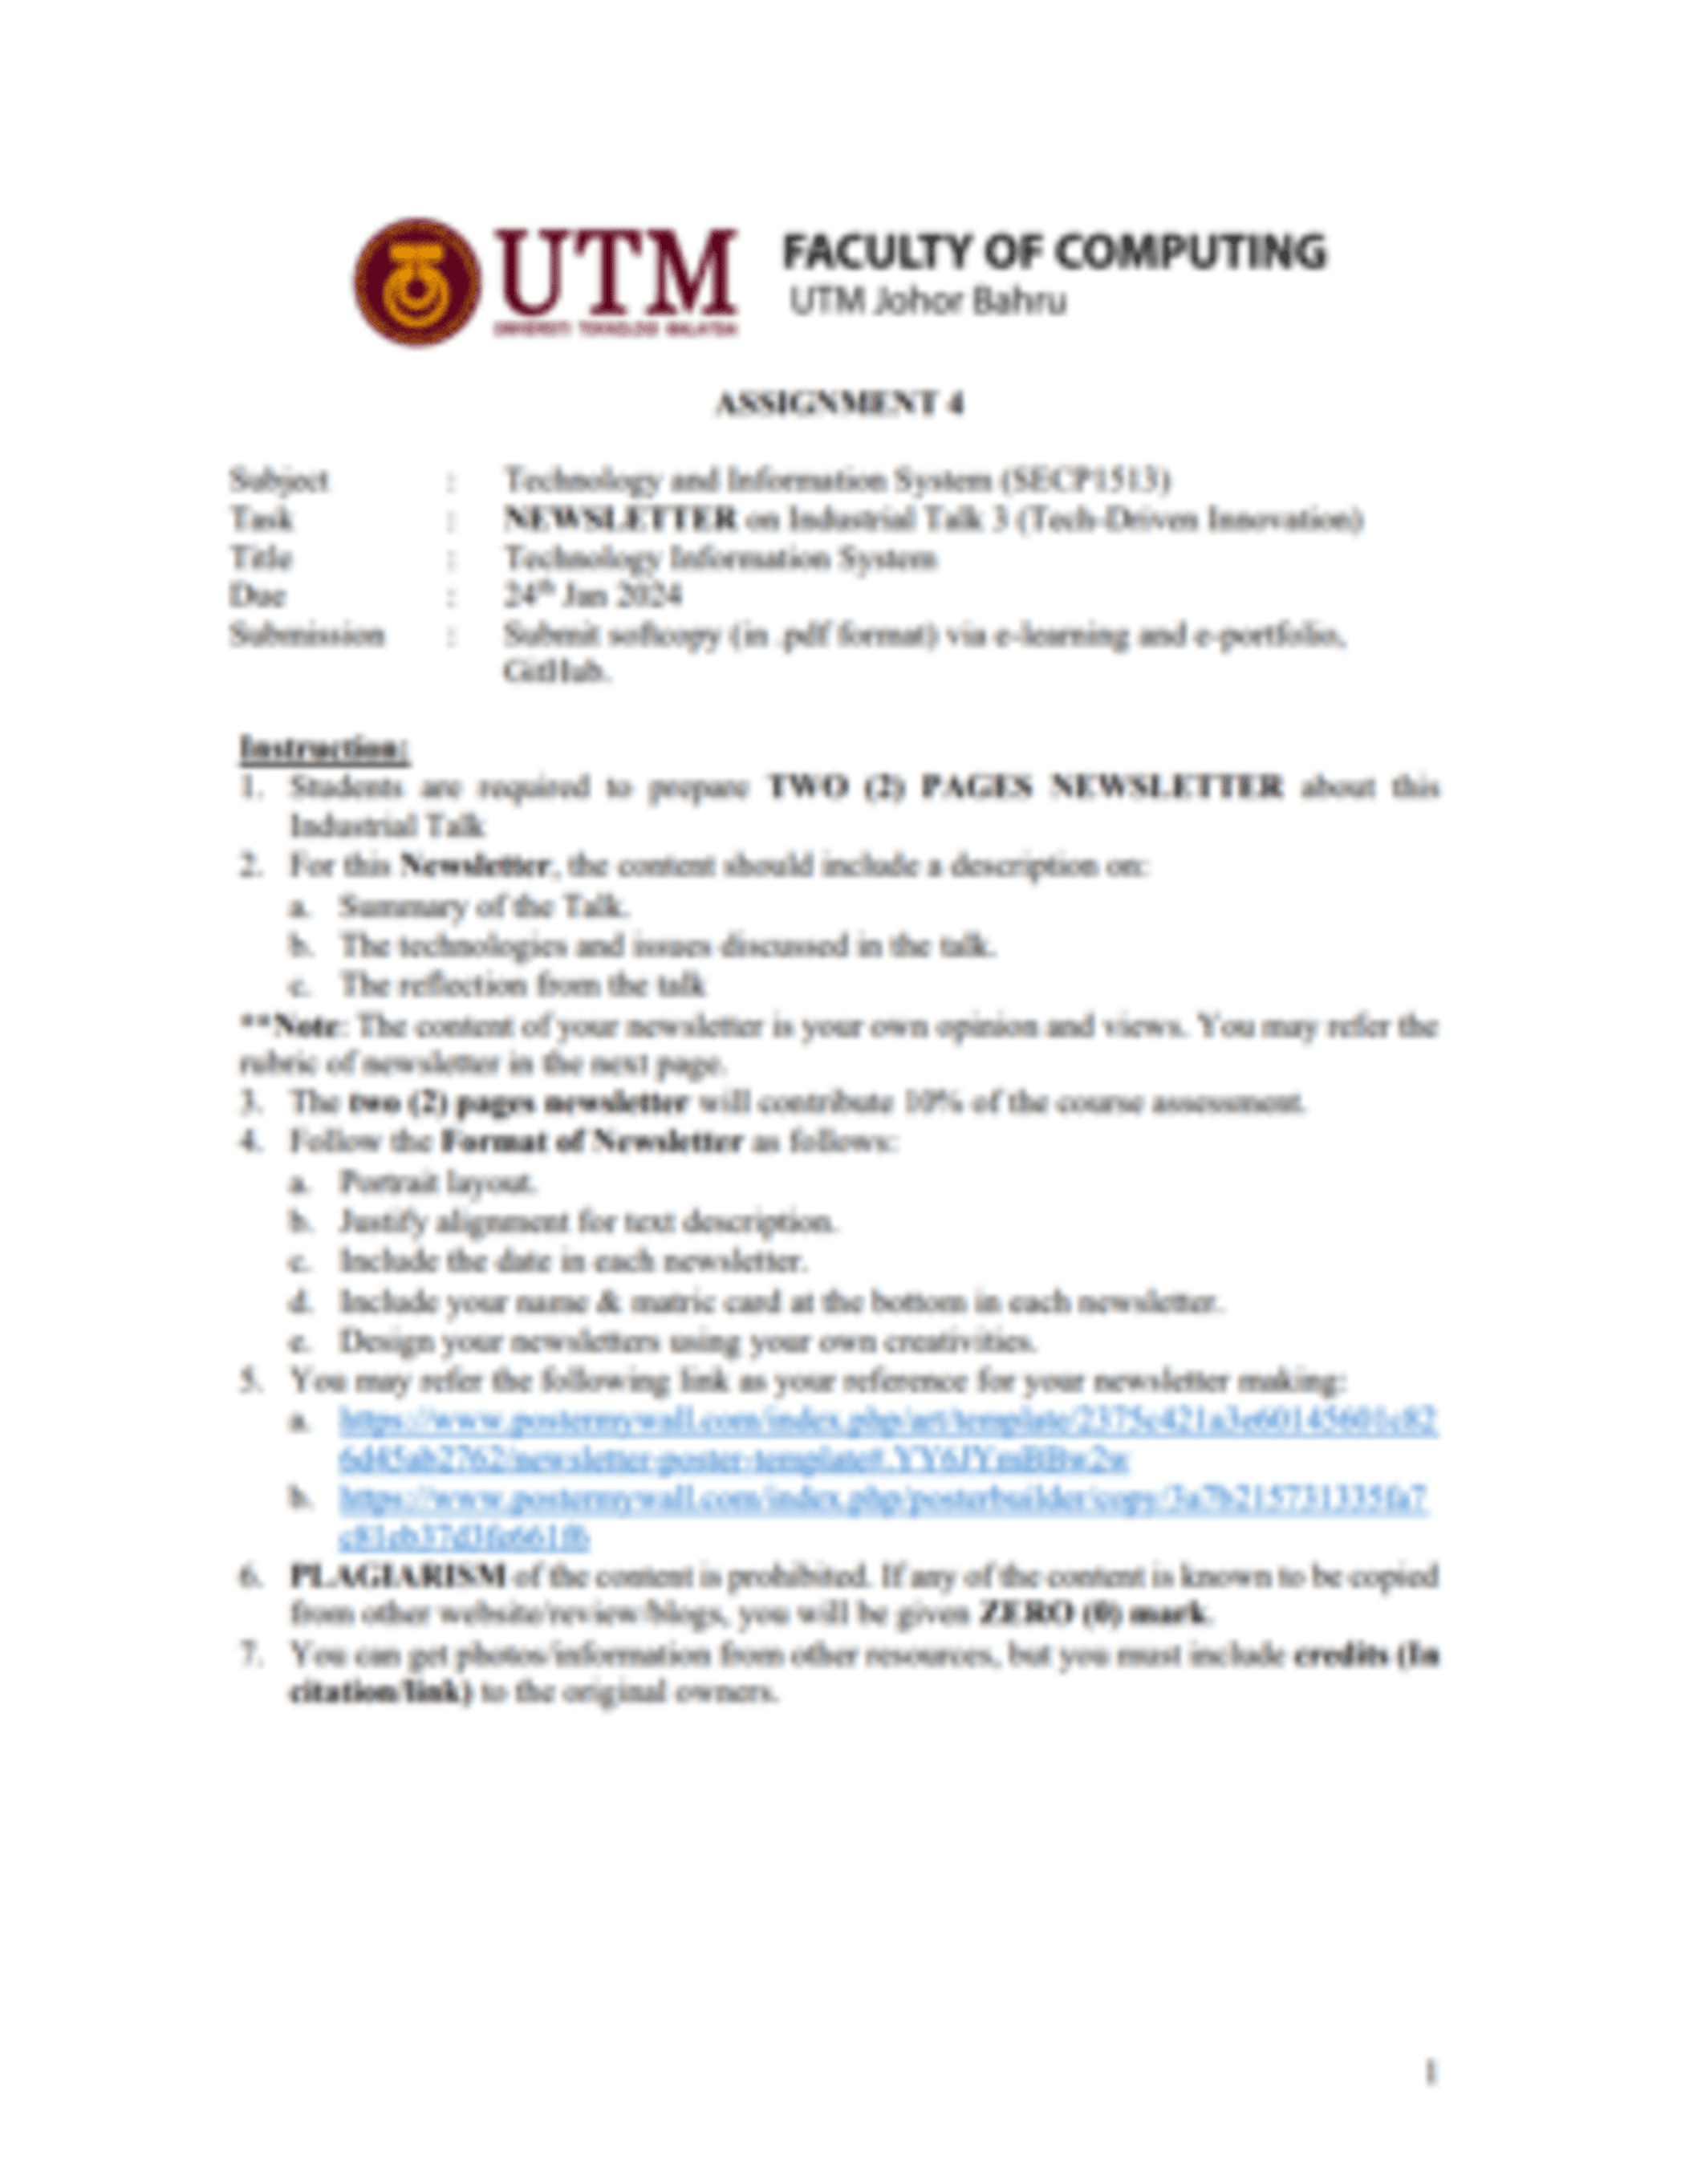 UTM
UNIVERSITI TEKNOLOGI MALAYSIA
FACULTY OF COMPUTING
UTM Johor Bahru
ASSIGNMENT 4
Subject : Technology and Information System (SECP1513)
Task : NEWSLETTER on Industrial Talk 3 (Tech-Driven Innovation)
Title : Technology Information System
Due : 24th Jan 2024
Submission : Submit softcopy (in .pdf format) via e-learning and e-portfolio,
GitHub.
Instruction:
1. Students are required to prepare TWO (2) PAGES NEWSLETTER about this
Industrial Talk
2. For this Newsletter, the content should include a description on:
a. Summary of the Talk.
b. The technologies and issues discussed in the talk.
c. The reflection from the talk
**Note: The content of your newsletter is your own opinion and views. You may refer the
rubric of newsletter in the next page.
3. The two (2) pages newsletter will contribute 10% of the course assessment.
4. Follow the Format of Newsletter as follows:
a. Portrait layout.
b. Justify alignment for text description.
c. Include the date in each newsletter.
d. Include your name & matric card at the bottom in each newsletter.
e. Design your newsletters using your own creativities.
5. You may refer the following link as your reference for your newsletter making:
a. https://www.postermywall.com/index.php/art/template/2375c421a3e60145601c82
6d45ab2762/newsletter-poster-template#.YY6JYmBBw2w
b. https://www.postermywall.com/index.php/posterbuilder/copy/3a7b215731335fa7
c81eb37d3fe661fb
6. PLAGIARISM of the content is prohibited. If any of the content is known to be copied
from other website/review/blogs, you will be given ZERO (0) mark.
7. You can get photos/information from other resources, but you must include credits (In
citation/link) to the original owners.
1